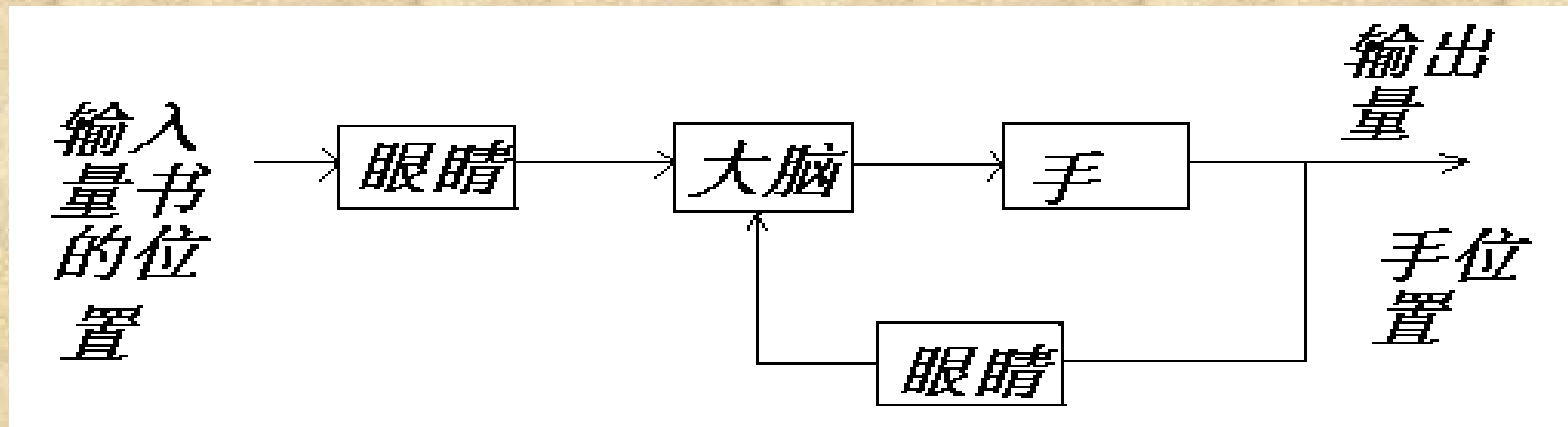 输入
量书
的位
置
眼睛
大脑
手
输出
量
手位
置
眼睛